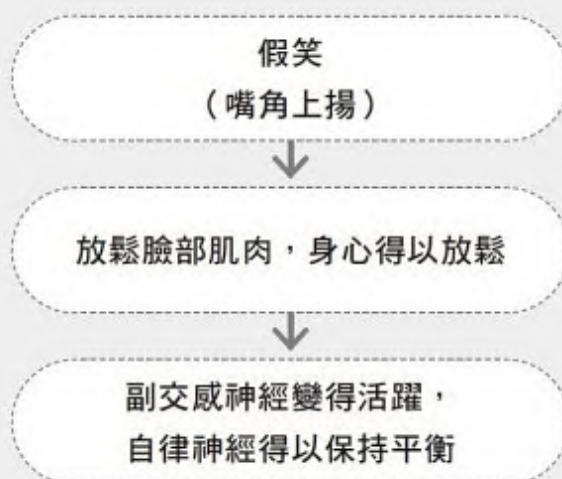 假笑
（嘴角上揚）
放鬆臉部肌肉，身心得以放鬆
副交感神經變得活躍，
自律神經得以保持平衡